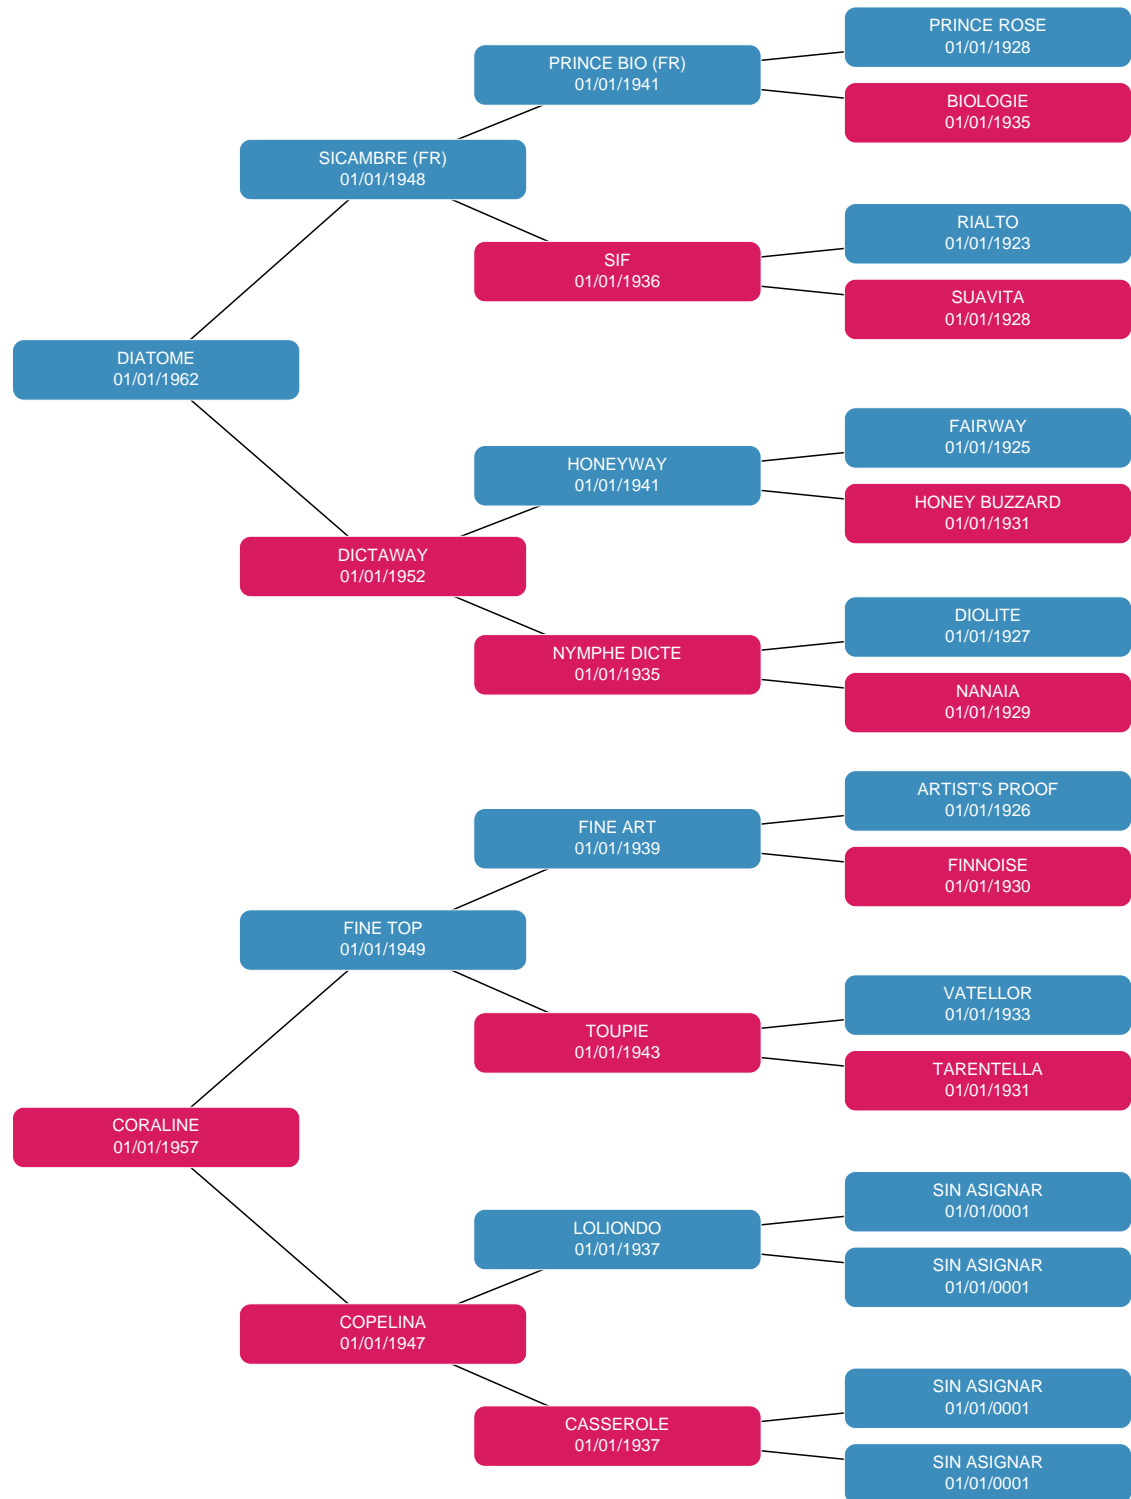 PRINCE ROSE
01/01/1928
PRINCE BIO (FR)
01/01/1941
BIOLOGIE
01/01/1935
SICAMBRE (FR)
01/01/1948
RIALTO
01/01/1923
SIF
01/01/1936
SUAVITA
01/01/1928
DIATOME
01/01/1962
FAIRWAY
01/01/1925
HONEYWAY
01/01/1941
HONEY BUZZARD
01/01/1931
DICTAWAY
01/01/1952
DIOLITE
01/01/1927
NYMPHE DICTE
01/01/1935
NANAIA
01/01/1929
ARTIST'S PROOF
01/01/1926
FINE ART
01/01/1939
FINNOISE
01/01/1930
FINE TOP
01/01/1949
VATELLOR
01/01/1933
TOUPIE
01/01/1943
TARENTELLA
01/01/1931
CORALINE
01/01/1957
SIN ASIGNAR
01/01/0001
LOLIONDO
01/01/1937
SIN ASIGNAR
01/01/0001
COPELINA
01/01/1947
SIN ASIGNAR
01/01/0001
CASSEROLE
01/01/1937
SIN ASIGNAR
01/01/0001